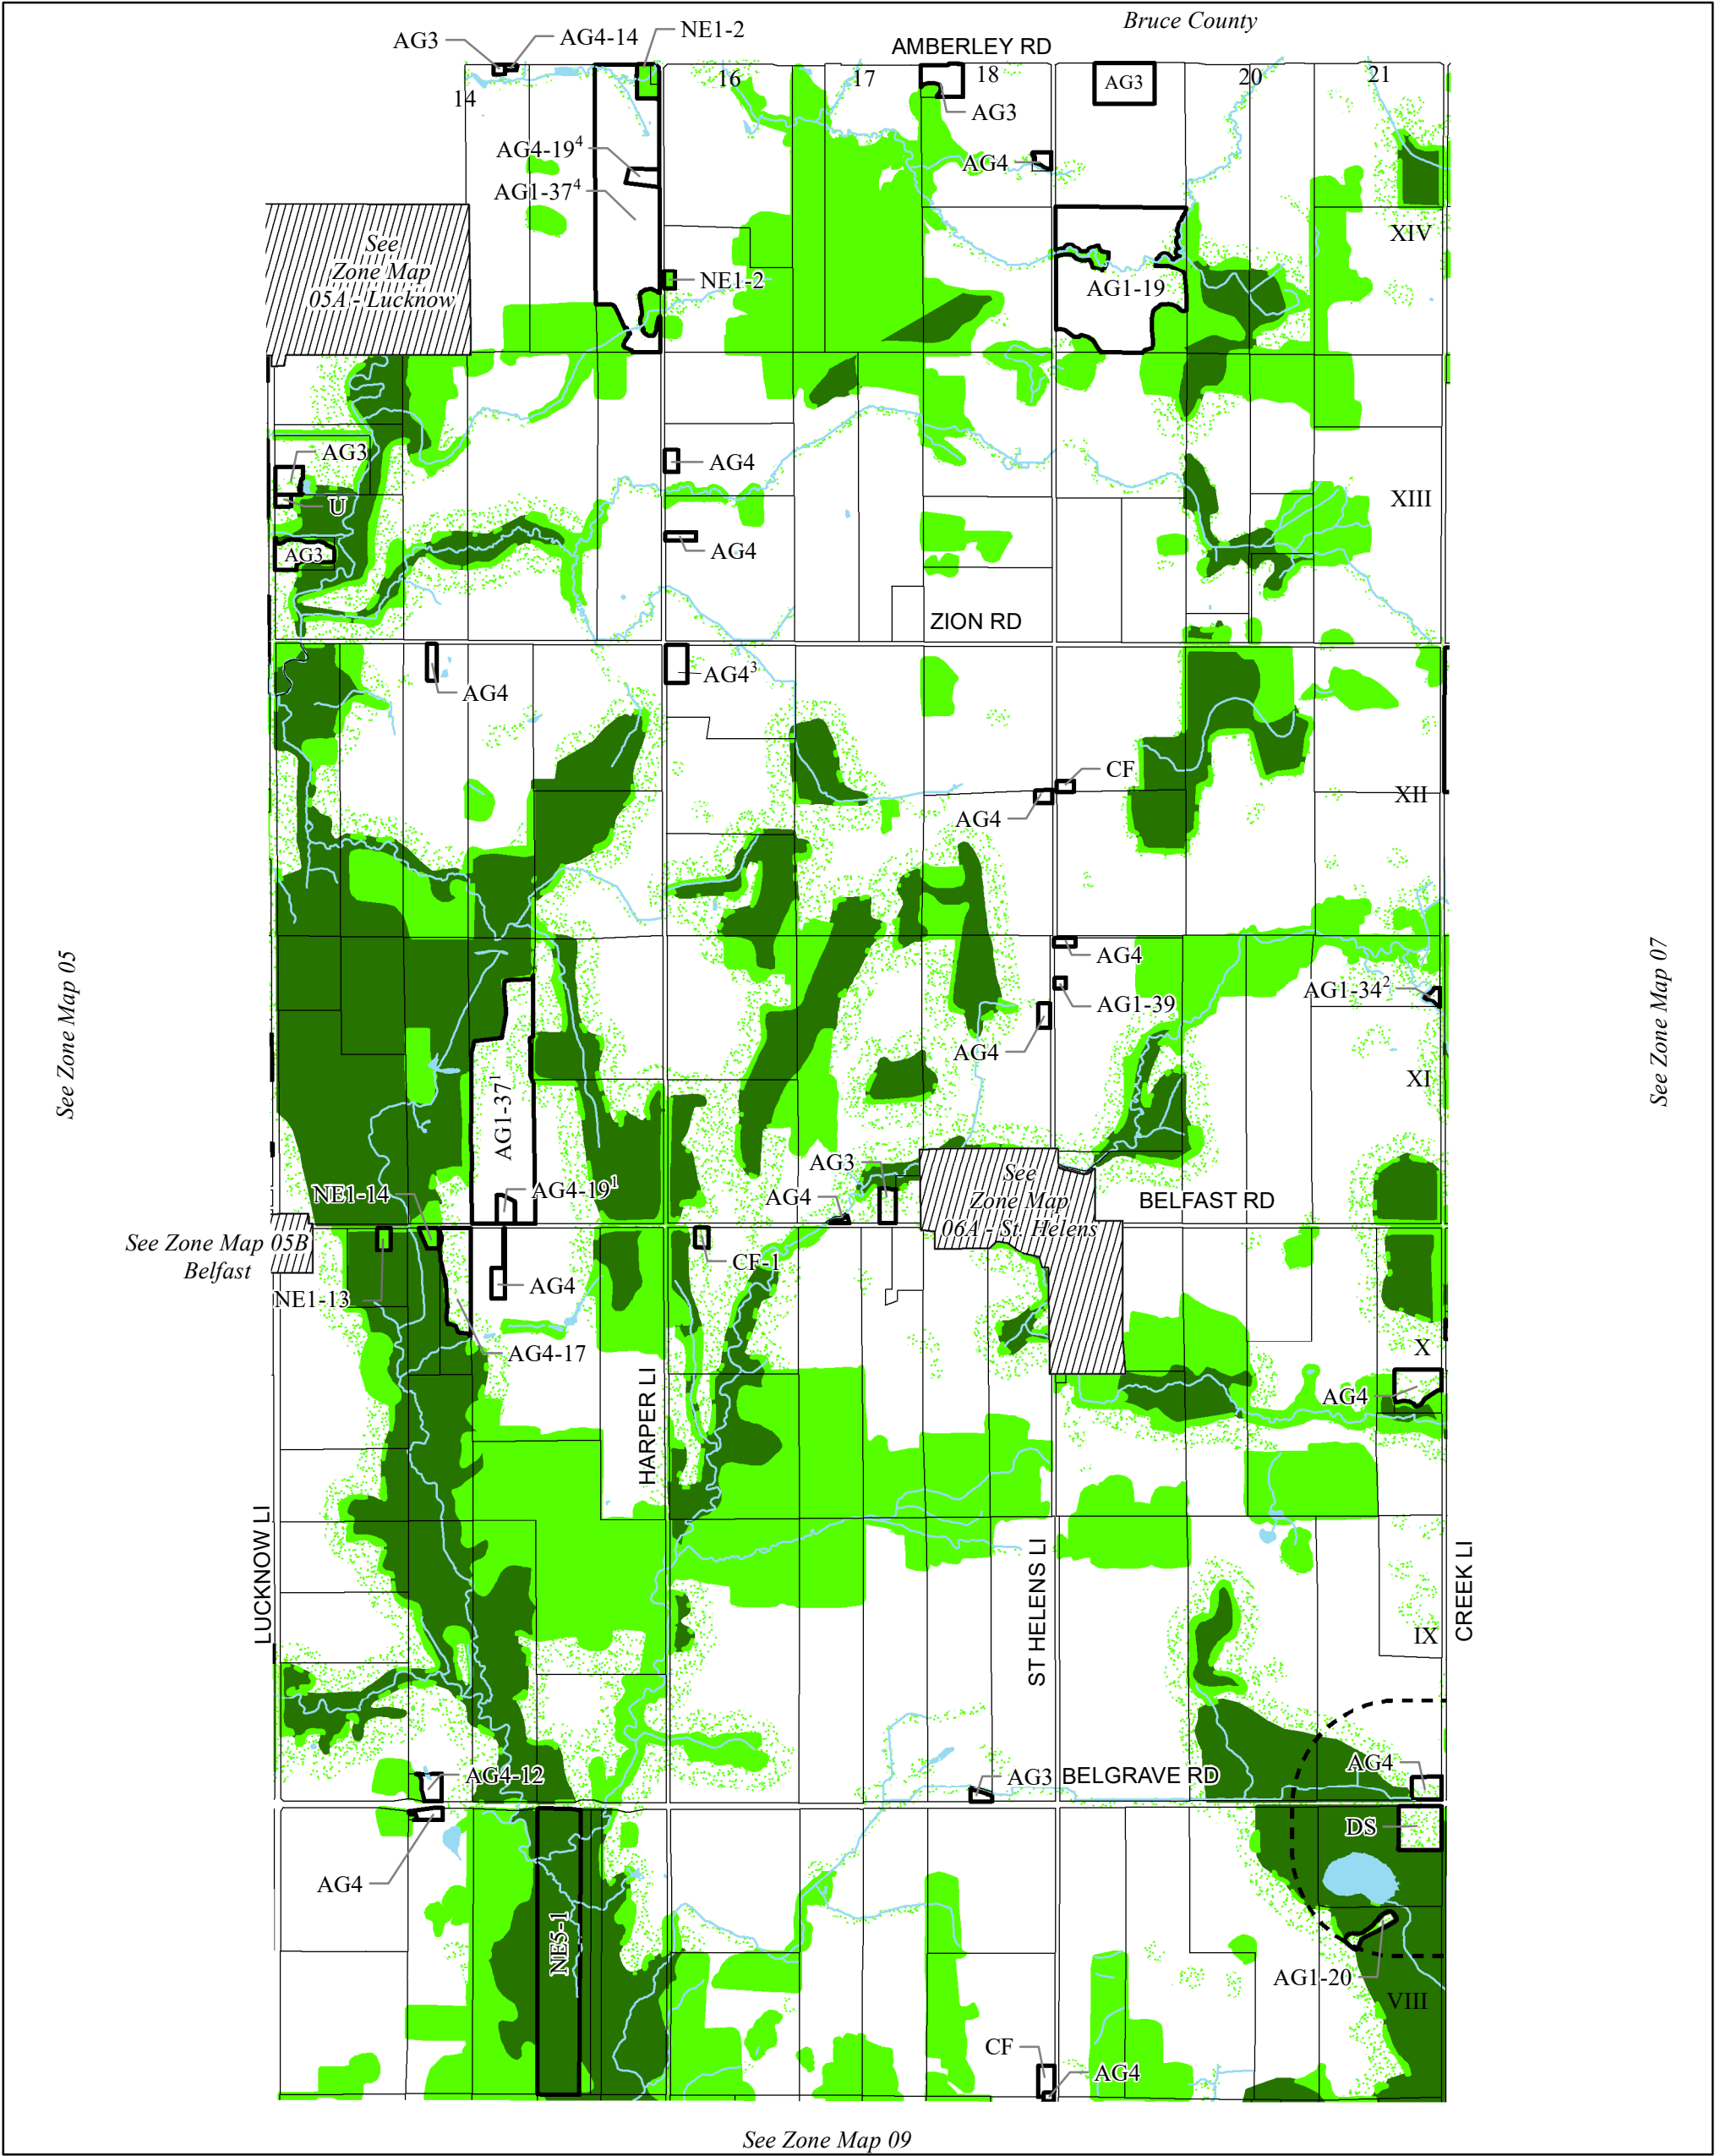 Bruce County
AG3
AG4-14
NE1-2
AMBERLEY RD
14
16
17
18
AG3
20
21
AG3
AG4-19⁴
AG4
AG1-37⁴
XIV
See
Zone Map
05A - Lucknow
NE1-2
AG1-19
AG3
AG4
U
XIII
AG3
AG4
ZION RD
AG4
AG4³
CF
XII
AG4
AG4
AG1-34²
AG1-39
AG4
XI
See Zone Map 05
See Zone Map 07
AG1-37¹
AG3
See
Zone Map
06A - St. Helens
NE1-14
AG4-19¹
AG4
BELFAST RD
See Zone Map 05B
Belfast
CF-1
AG4
NE1-13
AG4-17
X
AG4
HARPER LI
LUCKNOW LI
ST HELENS LI
CREEK LI
IX
AG4-12
AG3
BELGRAVE RD
AG4
DS
AG4
NE5-1
AG1-20
VIII
CF
AG4
See Zone Map 09